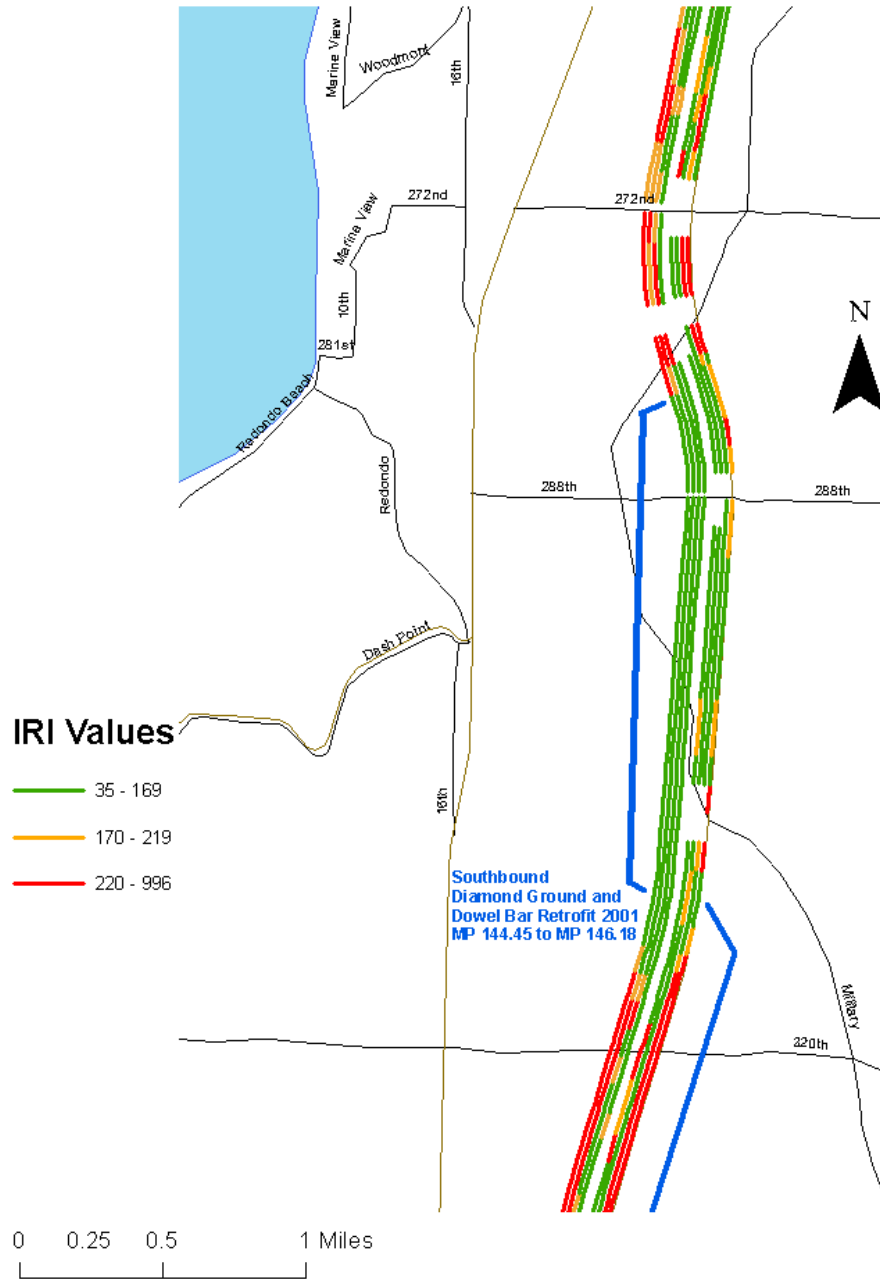 Marine View
Woodmont
16th
272nd
272nd
Marine View
10th
281st
N
Redondo Beach
Redondo
288th
288th
Dash Point
IRI Values
35 - 169
170 - 219
220 - 996
16th
Southbound
Diamond Ground and
Dowel Bar Retrofit 2001
MP 144.45 to MP 146.18
Military
320th
0 0.25 0.5 1 Miles